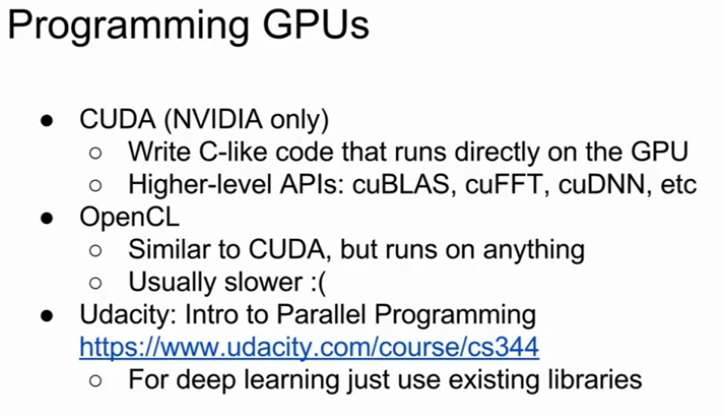 Programming GPUs
● CUDA (NVIDIA only)
○ Write C-like code that runs directly on the GPU
○ Higher-level APIs: cuBLAS, cuFFT, cuDNN, etc
● OpenCL
○ Similar to CUDA, but runs on anything
○ Usually slower :(
● Udacity: Intro to Parallel Programming
https://www.udacity.com/course/cs344
○ For deep learning just use existing libraries